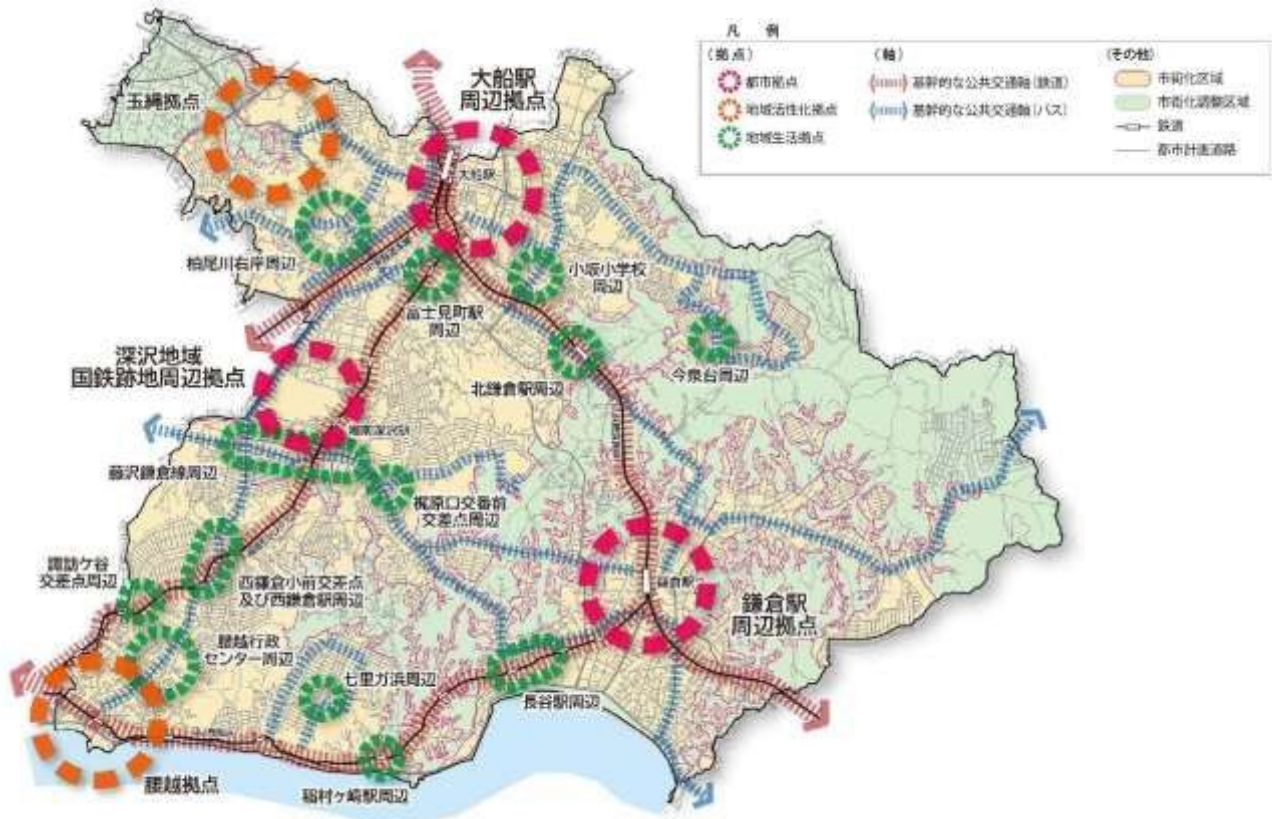 凡 例
(拠点)
都市拠点
地域活性化拠点
地域生活拠点
(軸)
基幹的な公共交通軸(鉄道)
基幹的な公共交通軸(バス)
(その他)
市街化区域
市街化調整区域
鉄道
都市計画道路
玉縄拠点
大船駅
周辺拠点
大船駅
柏尾川右岸周辺
小坂小学校
周辺
富士見町駅
周辺
深沢地域
国鉄跡地周辺拠点
北鎌倉駅周辺
今泉台周辺
湘南深沢駅
藤沢鎌倉線周辺
梶原口交番前
交差点周辺
諏訪ケ谷
交差点周辺
西鎌倉小前交差点
及び西鎌倉駅周辺
鎌倉駅
鎌倉駅
周辺拠点
腰越行政
センター周辺
七里ガ浜周辺
長谷駅周辺
腰越拠点
稲村ヶ崎駅周辺